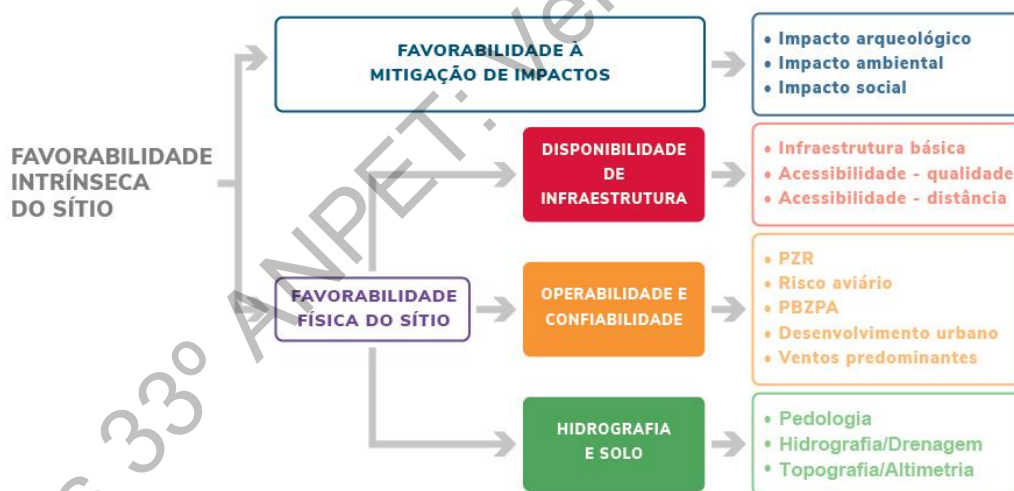 FAVORABILIDADE
INTRÍNSECA
DO SÍTIO
FAVORABILIDADE À
MITIGAÇÃO DE IMPACTOS
• Impacto arqueológico
• Impacto ambiental
• Impacto social
FAVORABILIDADE
FÍSICA DO SÍTIO
DISPONIBILIDADE
DE
INFRAESTRUTURA
• Infraestrutura básica
• Acessibilidade - qualidade
• Acessibilidade - distância
OPERABILIDADE E
CONFIABILIDADE
• PZR
• Risco aviário
• PBZPA
• Desenvolvimento urbano
• Ventos predominantes
HIDROGRAFIA
E SOLO
• Pedologia
• Hidrografia/Drenagem
• Topografia/Altimetria
33º ANPET: